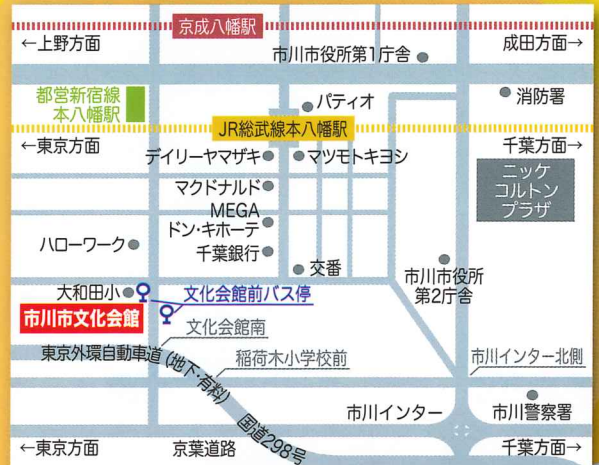 京成八幡駅
←上野方面
成田方面→
市川市役所第1庁舎
都営新宿線
本八幡駅
パティオ
消防署
JR総武線本八幡駅
←東京方面
千葉方面→
デイリーヤマザキ
マツモトキヨシ
ニッケ
コルトン
プラザ
マクドナルド
MEGA
ドン・キホーテ
ハローワーク
千葉銀行
交番
市川市役所
第2庁舎
大和田小
文化会館前バス停
市川市文化会館
文化会館南
東京外環自動車道(地下・有料)
稲荷木小学校前
市川インター北側
国道298号
市川インター
市川警察署
←東京方面
京葉道路
千葉方面→